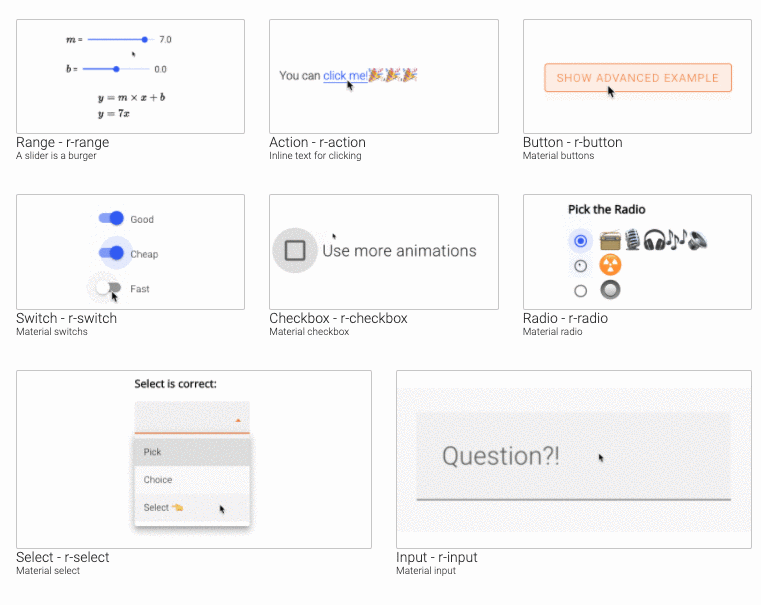 m = 7.0
b = 0.0
y = m × x + b
y = 7x
Range - r-range
A slider is a burger
You can click me!🎉🎉🎉
Action - r-action
Inline text for clicking
SHOW ADVANCED EXAMPLE
Button - r-button
Material buttons
Good
Cheap
Fast
Switch - r-switch
Material switchs
Use more animations
Checkbox - r-checkbox
Material checkbox
Pick the Radio
Radio - r-radio
Material radio
Select is correct:
Pick
Choice
Select
Select - r-select
Material select
Question?!
Input - r-input
Material input